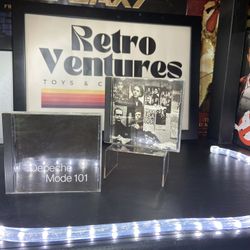 Retro
Ventures
TOYS & C
Depeche
Mode 101